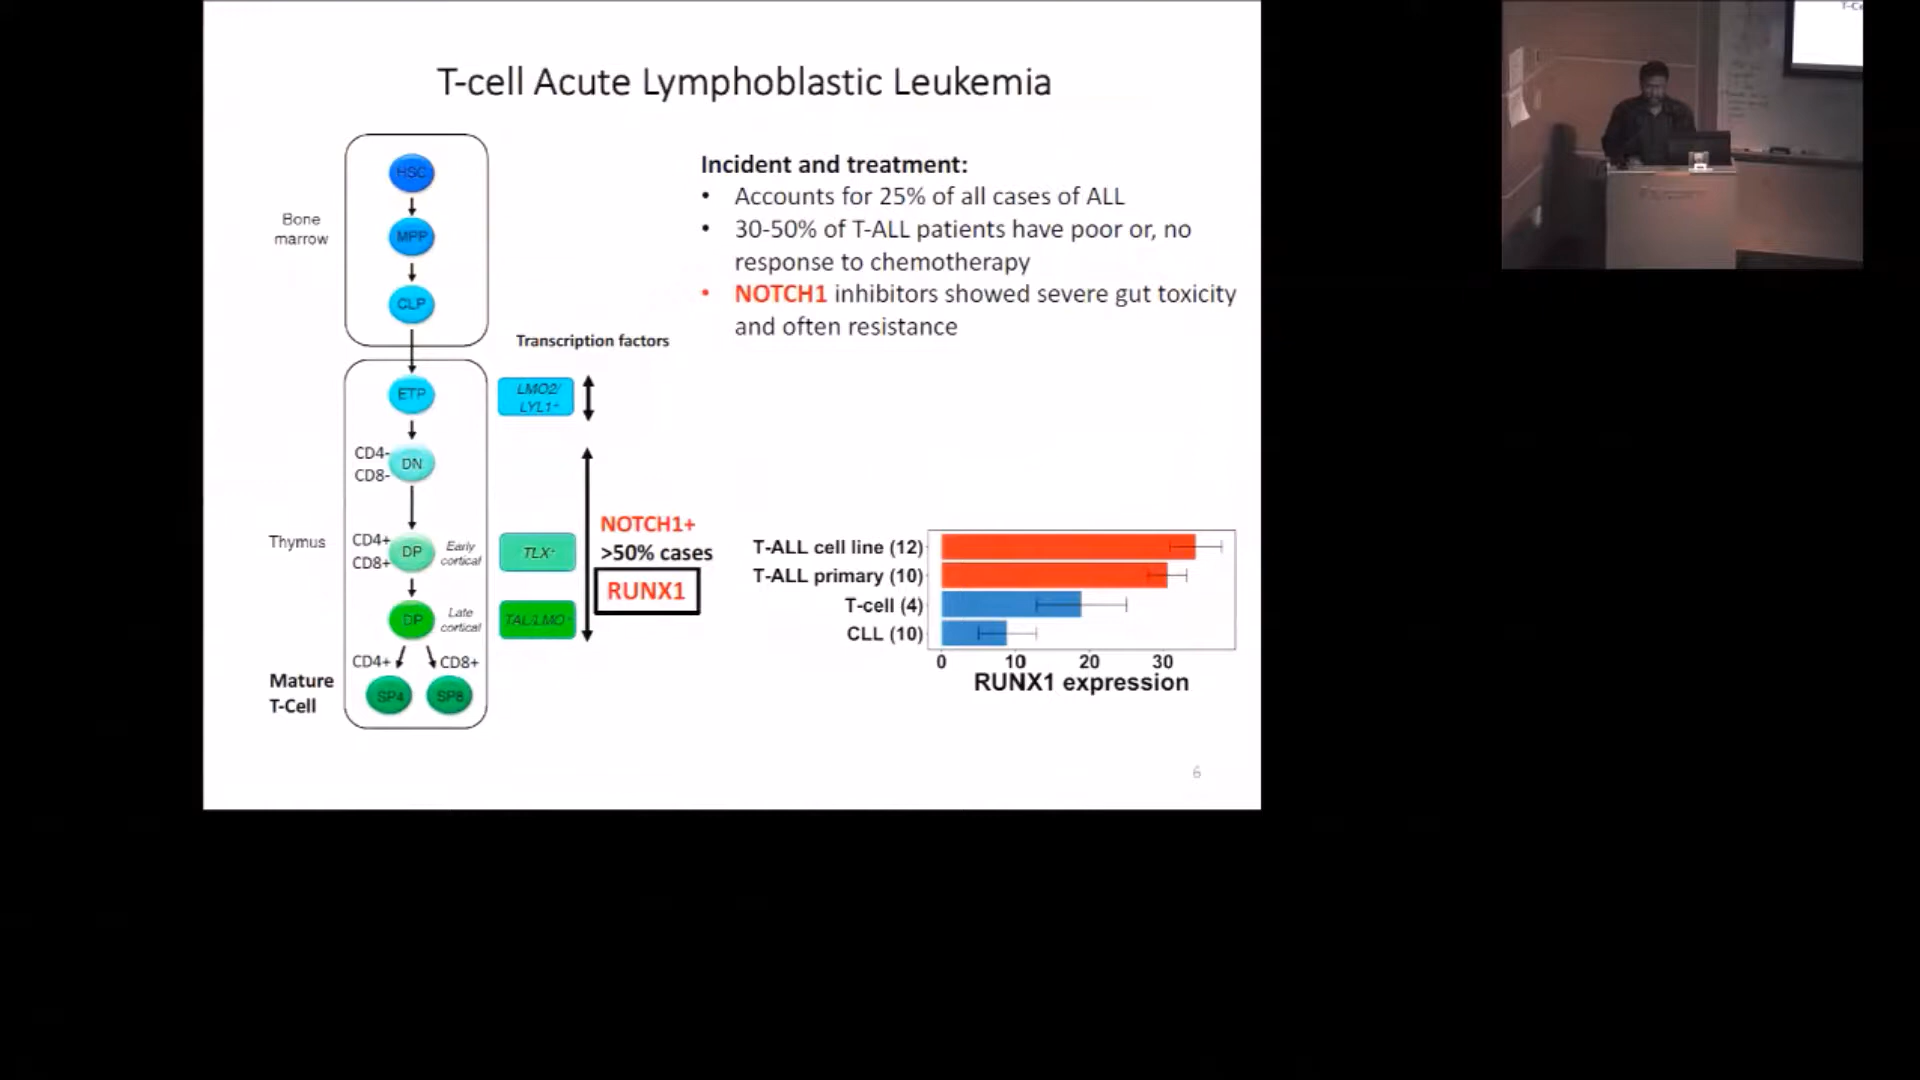 T-cell Acute Lymphoblastic Leukemia
HSC
MPP
CLP
Bone
marrow
Incident and treatment:
• Accounts for 25% of all cases of ALL
• 30-50% of T-ALL patients have poor or, no
response to chemotherapy
• NOTCH1 inhibitors showed severe gut toxicity
and often resistance
Transcription factors
ETP
LMO2/
LYL1+
CD4-
CD8-
DN
Thymus
CD4+
CD8+
DP
Early
cortical
TLX+
NOTCH1+
>50% cases
RUNX1
DP
Late
cortical
TAL/LMO+
CD4+
CD8+
Mature
T-Cell
SP4
SP8
T-ALL cell line (12)
T-ALL primary (10)
T-cell (4)
CLL (10)
0 10 20 30
RUNX1 expression
6